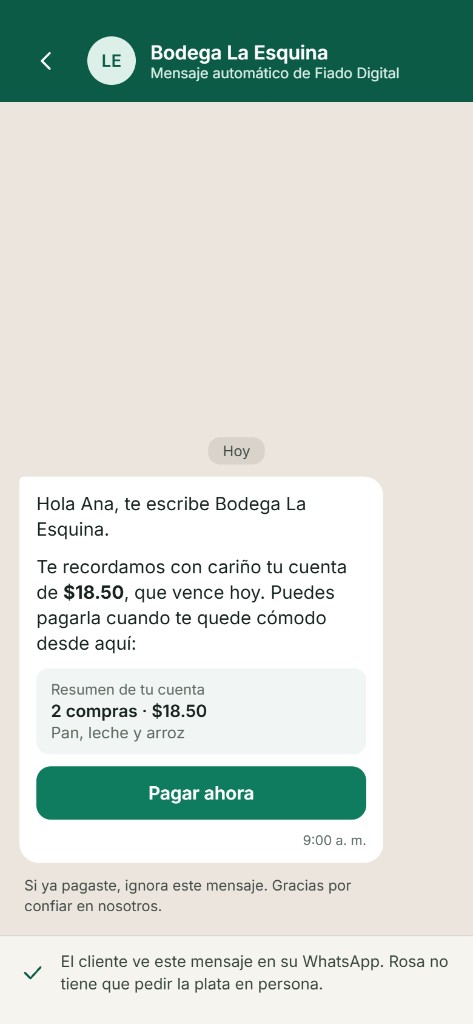 LE
Bodega La Esquina
Mensaje automático de Fiado Digital
Hoy
Hola Ana, te escribe Bodega La
Esquina.
Te recordamos con cariño tu cuenta
de $18.50, que vence hoy. Puedes
pagarla cuando te quede cómodo
desde aquí:
Resumen de tu cuenta
2 compras · $18.50
Pan, leche y arroz
Pagar ahora
9:00 a. m.
Si ya pagaste, ignora este mensaje. Gracias por
confiar en nosotros.
El cliente ve este mensaje en su WhatsApp. Rosa no
tiene que pedir la plata en persona.